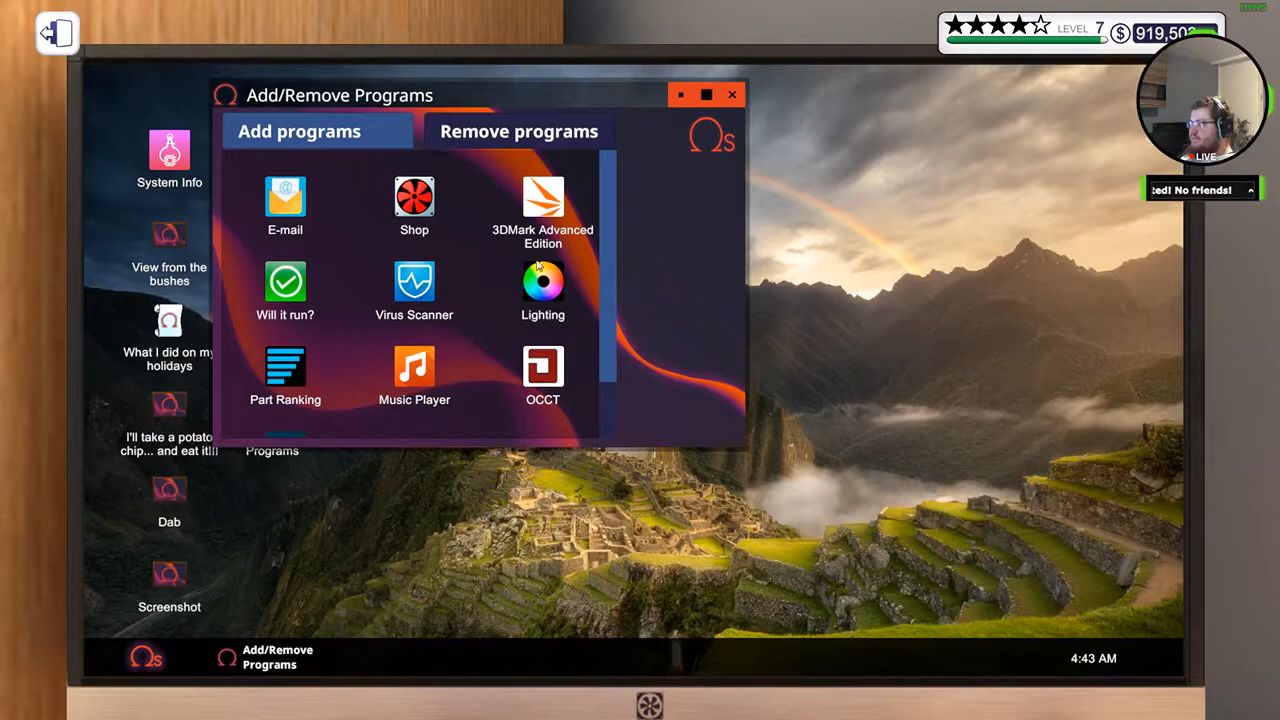 LEVEL 7
$ 919,50
LIVE
ted! No friends!
Add/Remove Programs
Add programs
Remove programs
Ωs
E-mail
Shop
3DMark Advanced
Edition
Will it run?
Virus Scanner
Lighting
Part Ranking
Music Player
OCCT
System Info
View from the
bushes
What I did on my
holidays
I'll take a potato
chip... and eat it!!!
Programs
Dab
Screenshot
Ωs
Add/Remove
Programs
4:43 AM